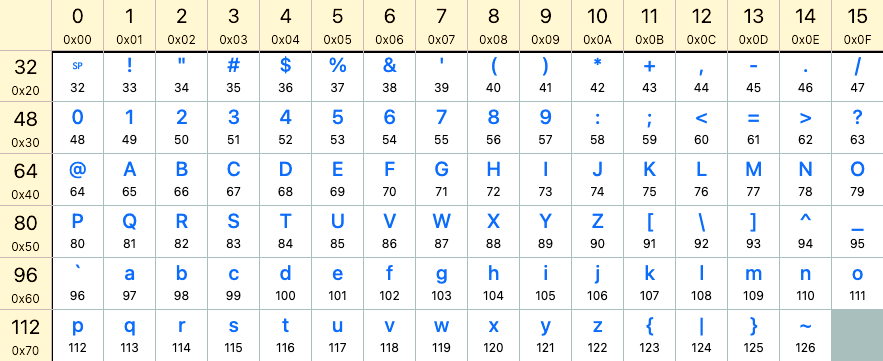 0 1 2 3 4 5 6 7 8 9 10 11 12 13 14 15
0x00 0x01 0x02 0x03 0x04 0x05 0x06 0x07 0x08 0x09 0x0A 0x0B 0x0C 0x0D 0x0E 0x0F
32 SP ! " # $ % & ' ( ) * + , - . /
0x20 32 33 34 35 36 37 38 39 40 41 42 43 44 45 46 47
48 0 1 2 3 4 5 6 7 8 9 : ; < = > ?
0x30 48 49 50 51 52 53 54 55 56 57 58 59 60 61 62 63
64 @ A B C D E F G H I J K L M N O
0x40 64 65 66 67 68 69 70 71 72 73 74 75 76 77 78 79
80 P Q R S T U V W X Y Z [ \ ] ^ _
0x50 80 81 82 83 84 85 86 87 88 89 90 91 92 93 94 95
96 ` a b c d e f g h i j k l m n o
0x60 96 97 98 99 100 101 102 103 104 105 106 107 108 109 110 111
112 p q r s t u v w x y z { | } ~
0x70 112 113 114 115 116 117 118 119 120 121 122 123 124 125 126